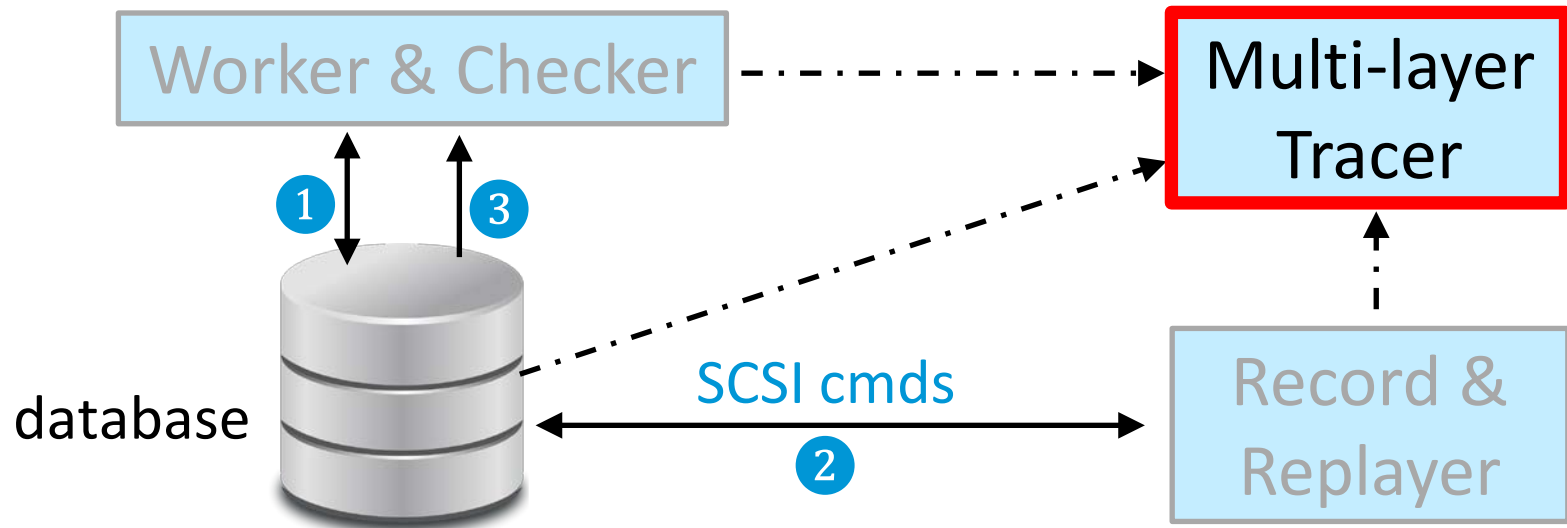 Worker & Checker
Multi-layer
Tracer
1
3
database
SCSI cmds
2
Record &
Replayer